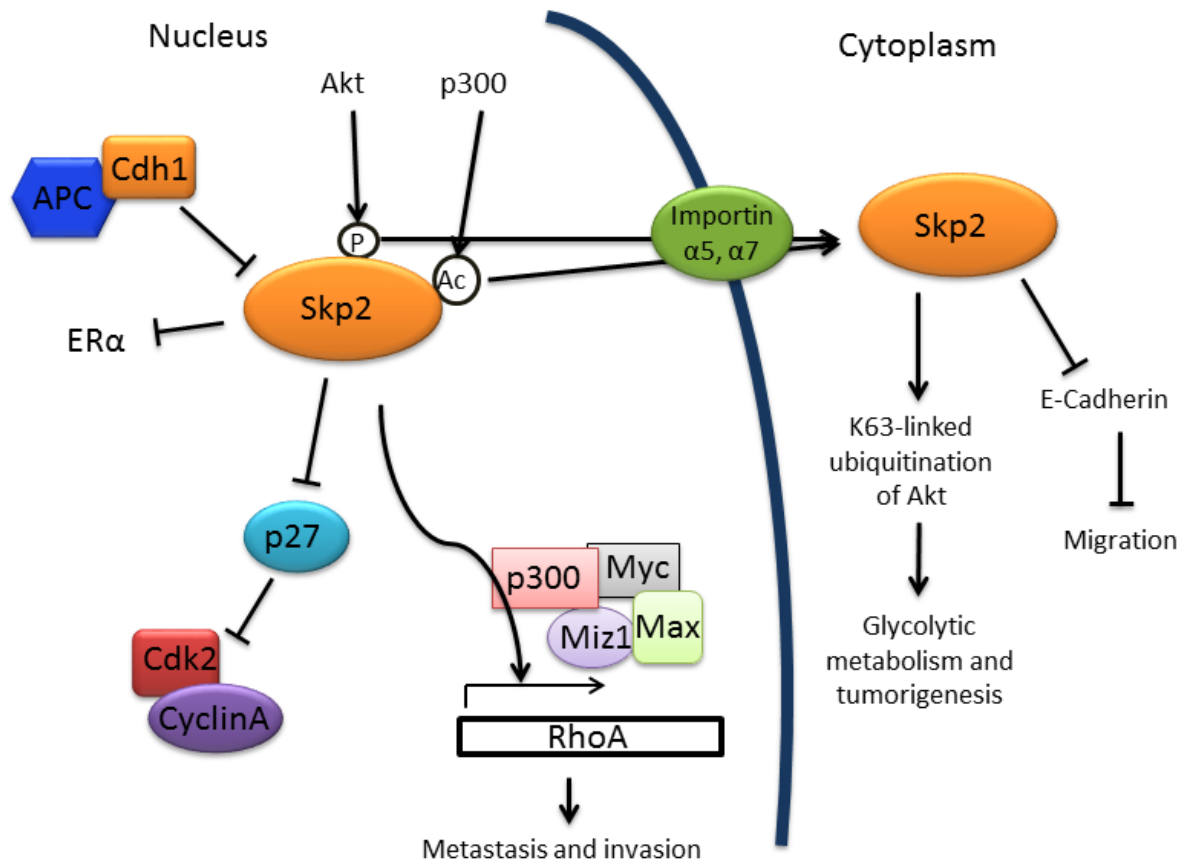 Nucleus
Cytoplasm
Akt
p300
Cdh1
APC
P
Ac
Skp2
Importin
α5, α7
Skp2
ERα
p27
Cdk2
CyclinA
p300
Myc
Miz1
Max
RhoA
Metastasis and invasion
K63-linked
ubiquitination
of Akt
Glycolytic
metabolism and
tumorigenesis
E-Cadherin
Migration